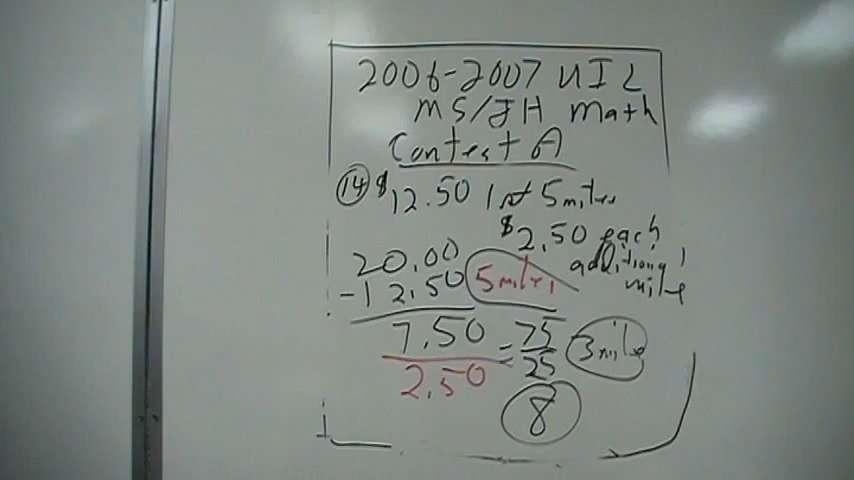 2006-2007 UIL
MS/JH Math
Contest A
14 $12.50 1st 5 miles
$2.50 each
additional
mile
20.00
-12.50 5 miles
7.50 = 75 3 mile
2.50 25
8